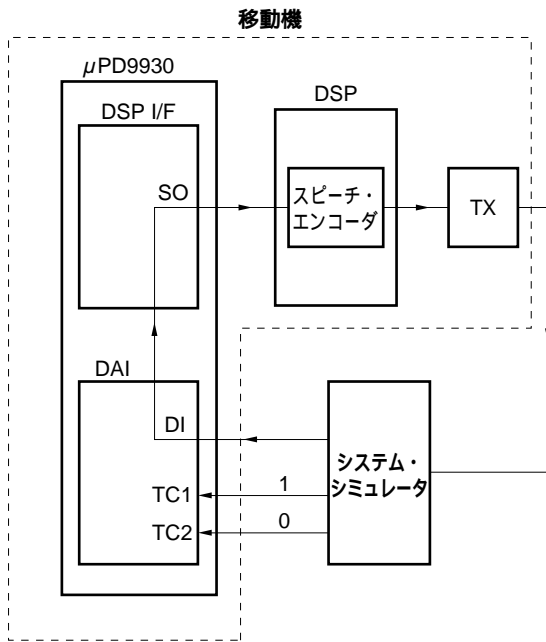 移動機
μPD9930
DSP I/F
DSP
SO
スピーチ・
エンコーダ
TX
DAI
DI
システム・
シミュレータ
TC1
1
TC2
0